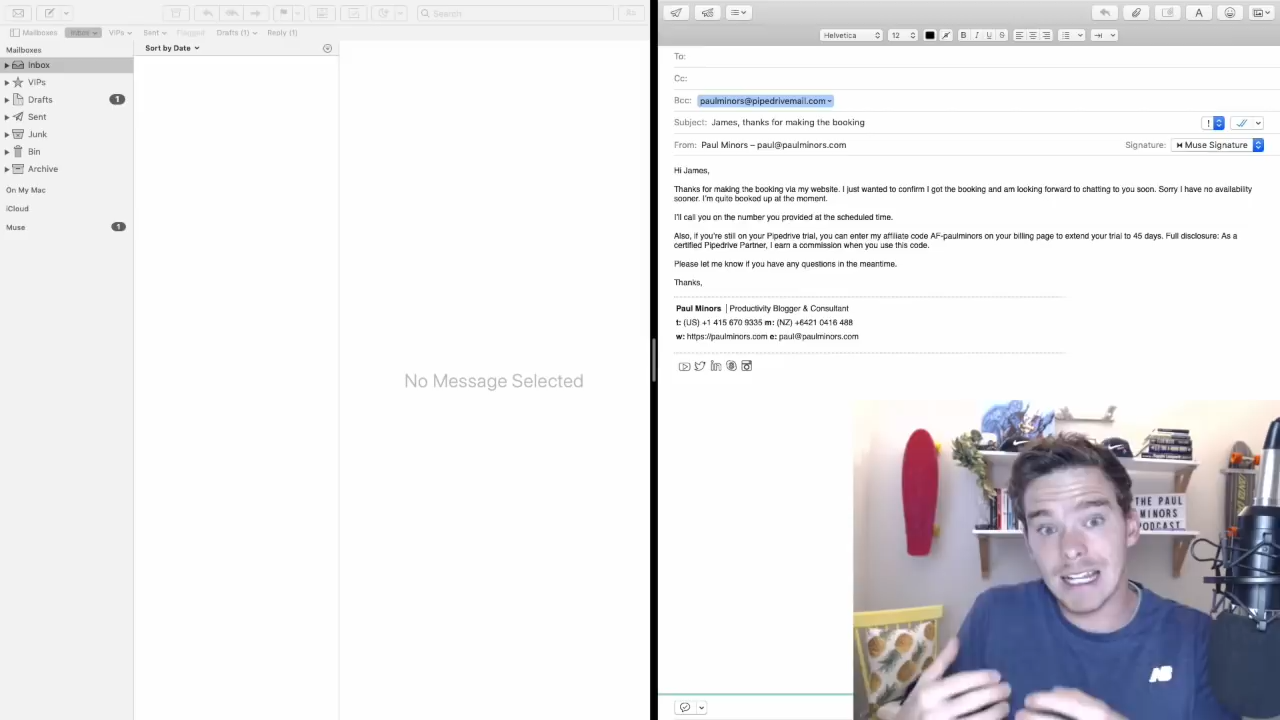 Search
Mailboxes
Inbox
VIPs
Sent
Flagged
Drafts (1)
Reply (1)
Mailboxes
Sort by Date
Inbox
VIPs
Drafts
1
Sent
Junk
Bin
Archive
On My Mac
iCloud
Muse
1
No Message Selected
Helvetica
12
B I U S
To:
Cc:
Bcc: paulminors@pipedrivemail.com
Subject: James, thanks for making the booking
!
From: Paul Minors – paul@paulminors.com
Signature: Muse Signature
Hi James,
Thanks for making the booking via my website. I just wanted to confirm I got the booking and am looking forward to chatting to you soon. Sorry I have no availability
sooner. I'm quite booked up at the moment.
I'll call you on the number you provided at the scheduled time.
Also, if you're still on your Pipedrive trial, you can enter my affiliate code AF-paulminors on your billing page to extend your trial to 45 days. Full disclosure: As a
certified Pipedrive Partner, I earn a commission when you use this code.
Please let me know if you have any questions in the meantime.
Thanks,
Paul Minors | Productivity Blogger & Consultant
t: (US) +1 415 670 9335 m: (NZ) +6421 0416 488
w: https://paulminors.com e: paul@paulminors.com
THE PAUL
MINORS
PODCAST
NB